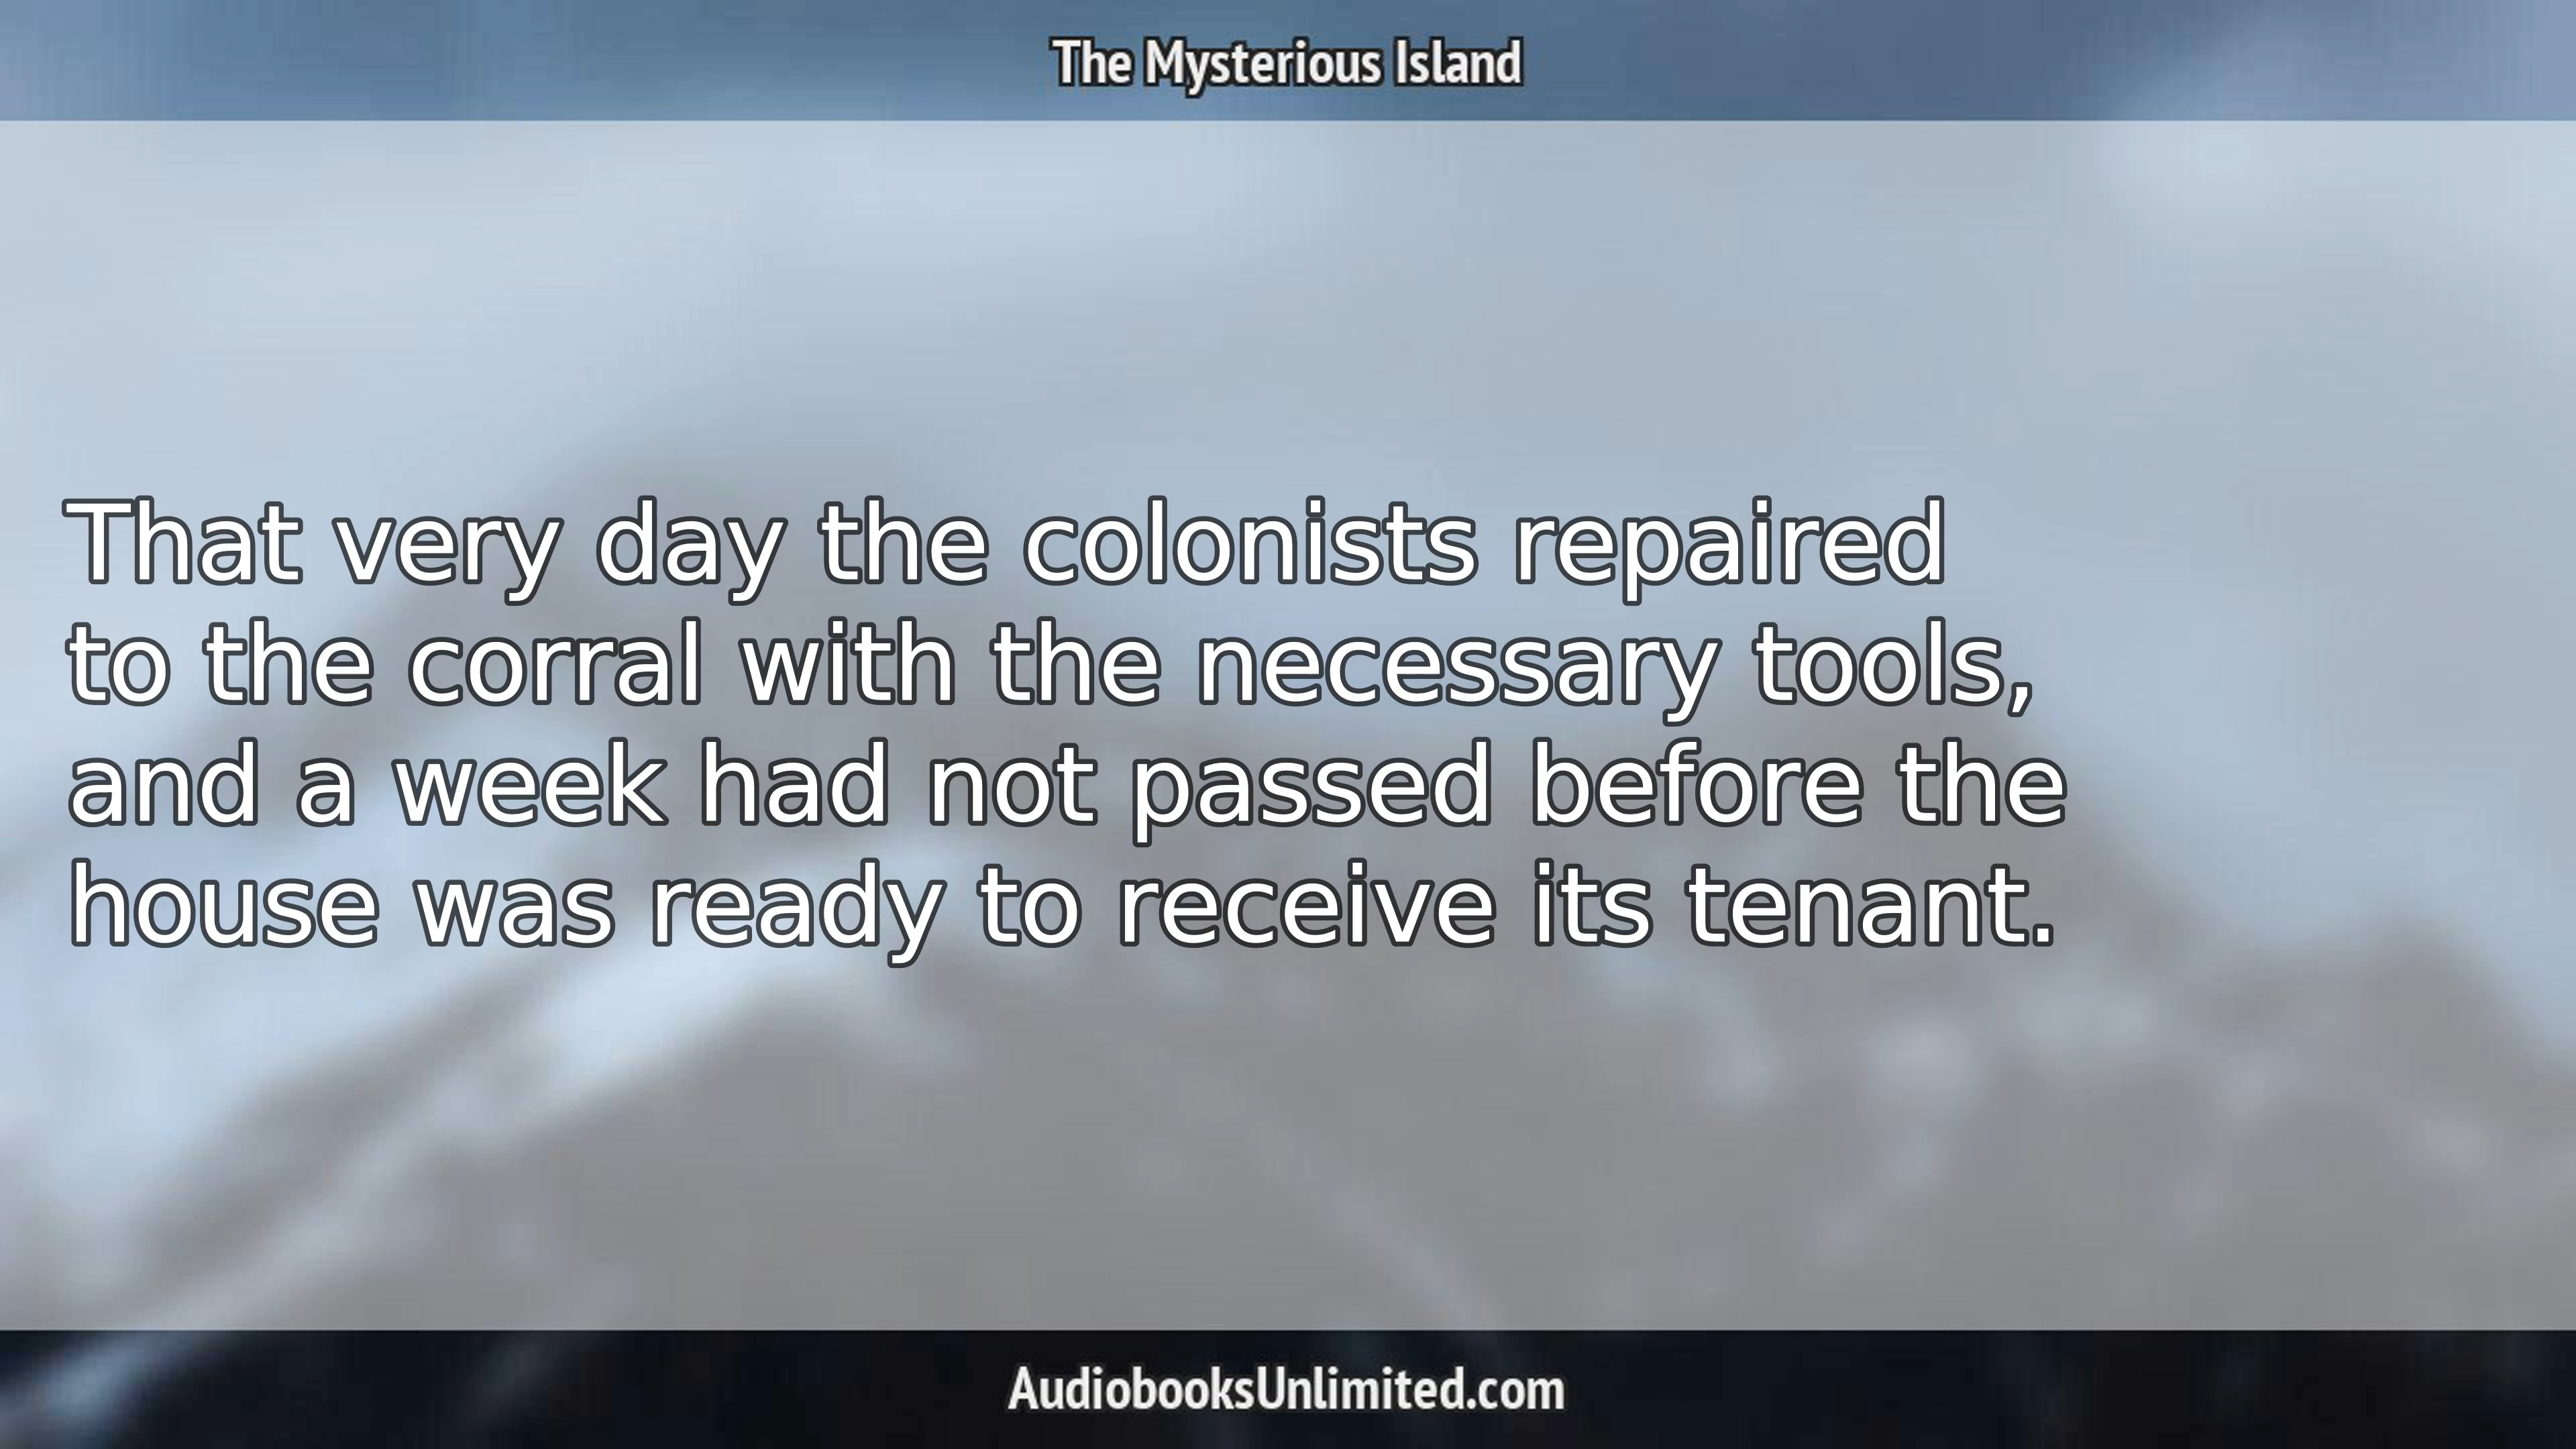 The Mysterious Island
That very day the colonists repaired
to the corral with the necessary tools,
and a week had not passed before the
house was ready to receive its tenant.
AudiobooksUnlimited.com